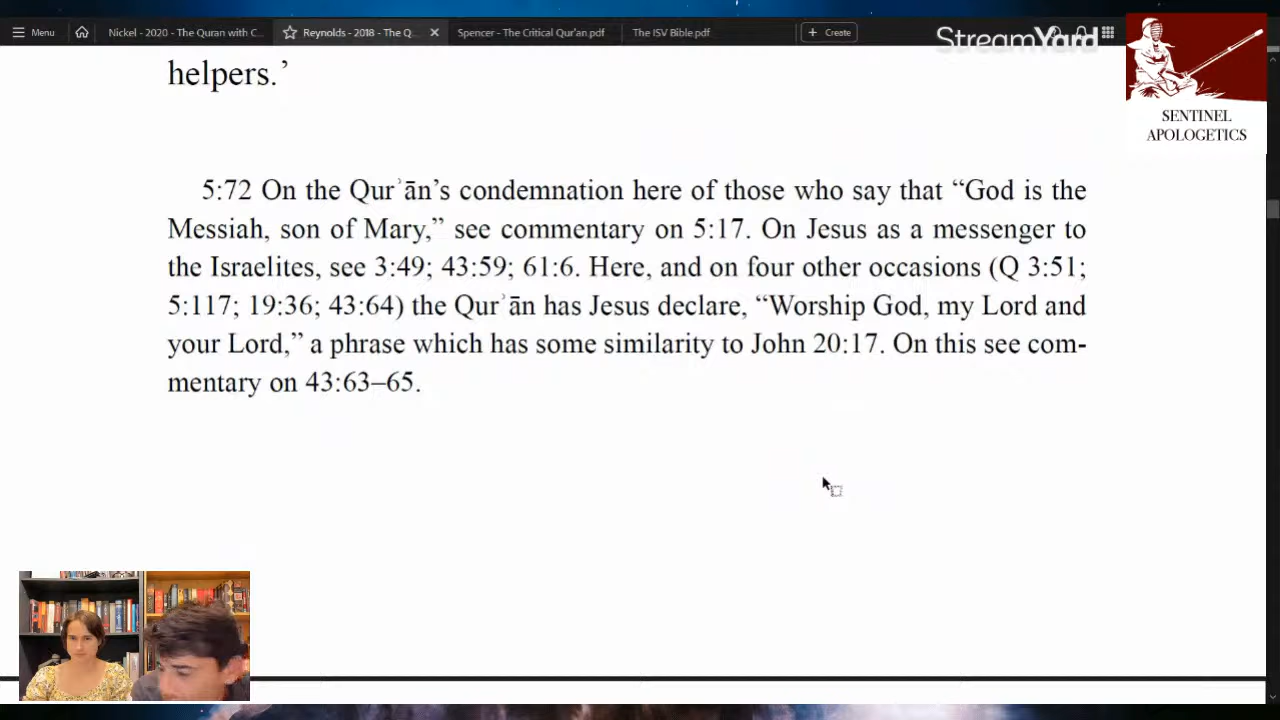 Menu
Nickel - 2020 - The Quran with C...
Reynolds - 2018 - The Q...
Spencer - The Critical Qur'an.pdf
The ISV Bible.pdf
+ Create
StreamYard
SENTINEL
APOLOGETICS
helpers.’
5:72 On the Qurʾān’s condemnation here of those who say that “God is the
Messiah, son of Mary,” see commentary on 5:17. On Jesus as a messenger to
the Israelites, see 3:49; 43:59; 61:6. Here, and on four other occasions (Q 3:51;
5:117; 19:36; 43:64) the Qurʾān has Jesus declare, “Worship God, my Lord and
your Lord,” a phrase which has some similarity to John 20:17. On this see com-
mentary on 43:63–65.